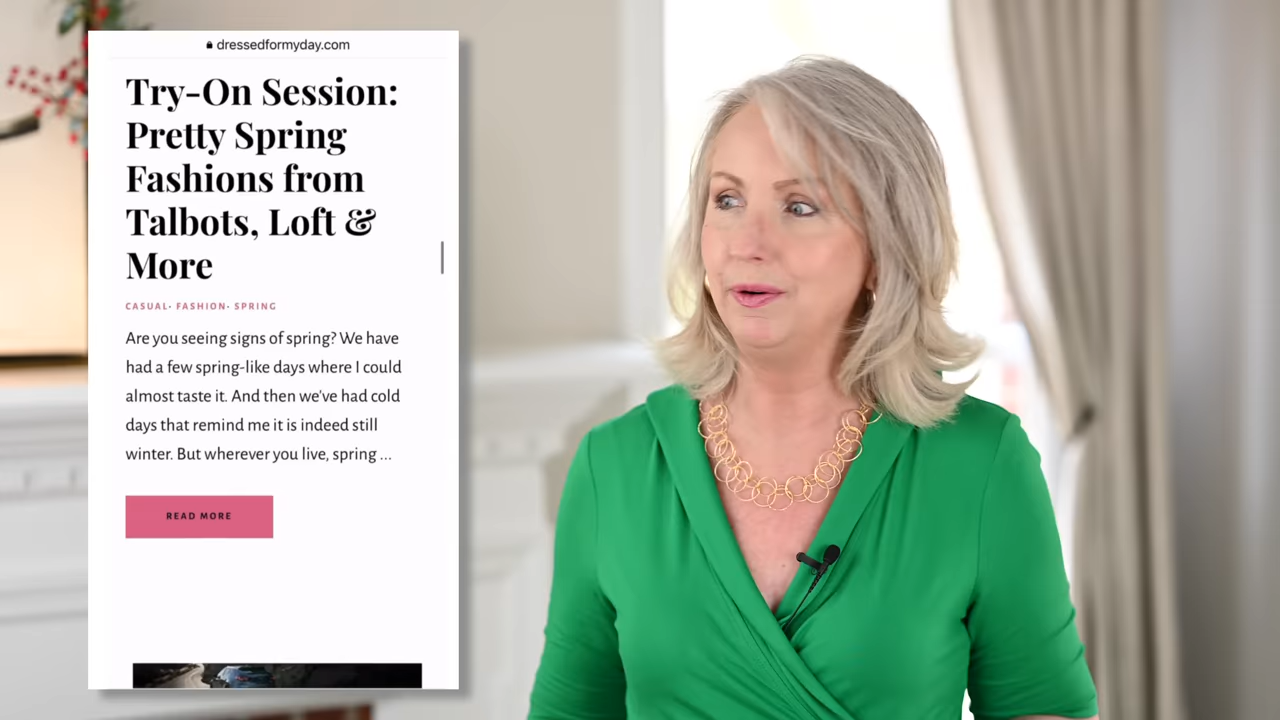 dressedformyday.com
Try-On Session:
Pretty Spring
Fashions from
Talbots, Loft &
More
CASUAL· FASHION· SPRING
Are you seeing signs of spring? We have
had a few spring-like days where I could
almost taste it. And then we've had cold
days that remind me it is indeed still
winter. But wherever you live, spring ...
READ MORE